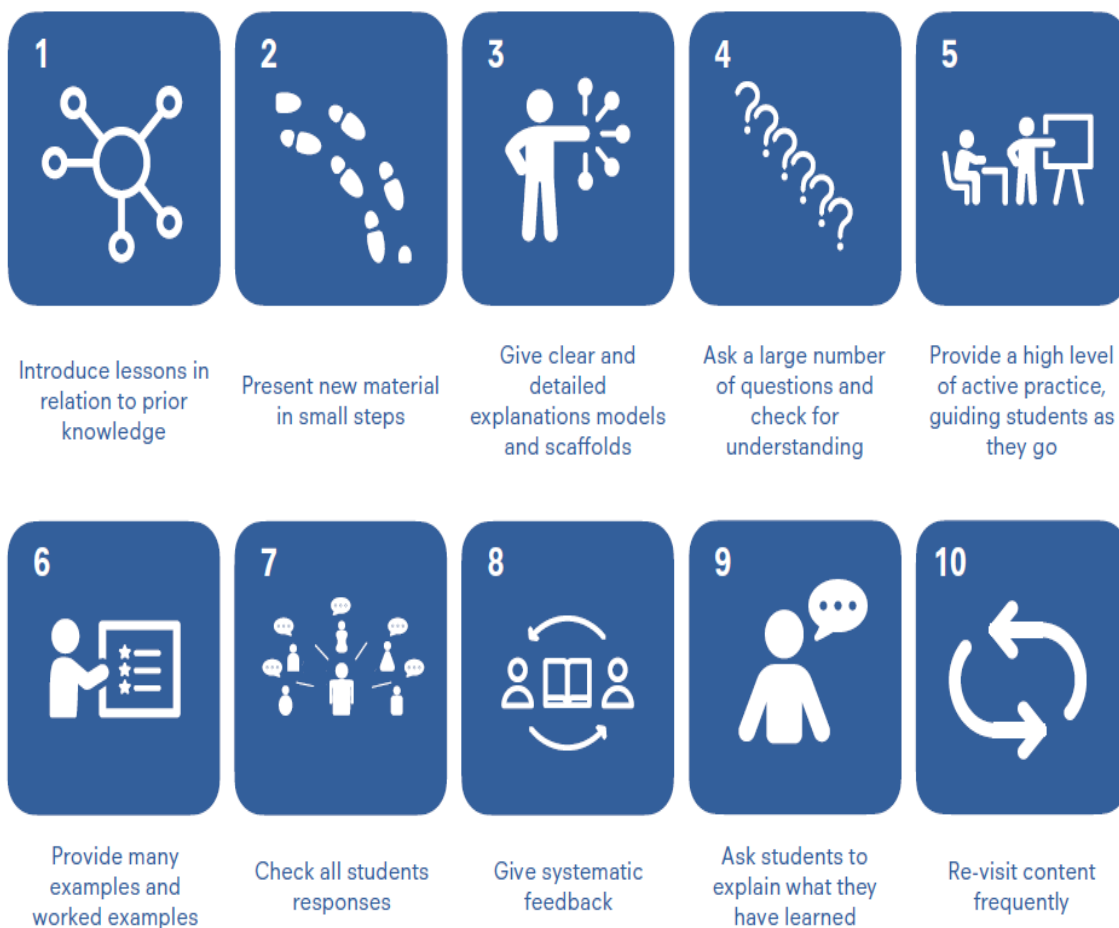 1
2
3
4
5
Introduce lessons in
relation to prior
knowledge
Present new material
in small steps
Give clear and
detailed
explanations models
and scaffolds
Ask a large number
of questions and
check for
understanding
Provide a high level
of active practice,
guiding students as
they go
6
7
8
9
10
Provide many
examples and
worked examples
Check all students
responses
Give systematic
feedback
Ask students to
explain what they
have learned
Re-visit content
frequently